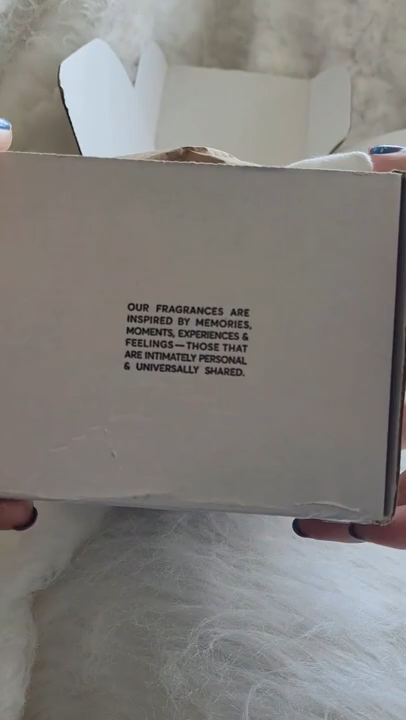 OUR FRAGRANCES ARE
INSPIRED BY MEMORIES,
MOMENTS, EXPERIENCES &
FEELINGS—THOSE THAT
ARE INTIMATELY PERSONAL
& UNIVERSALLY SHARED.